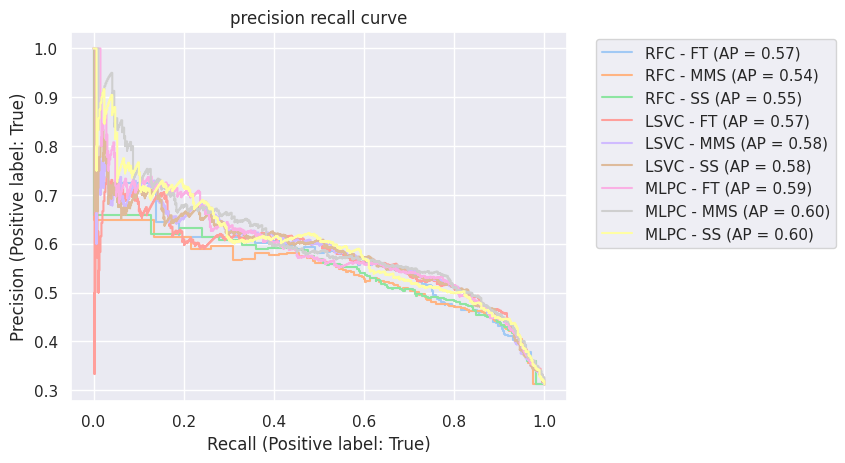 precision recall curve
1.0
0.9
0.8
0.7
0.6
0.5
0.4
0.3
Precision (Positive label: True)
0.0 0.2 0.4 0.6 0.8 1.0
Recall (Positive label: True)
RFC - FT (AP = 0.57)
RFC - MMS (AP = 0.54)
RFC - SS (AP = 0.55)
LSVC - FT (AP = 0.57)
LSVC - MMS (AP = 0.58)
LSVC - SS (AP = 0.58)
MLPC - FT (AP = 0.59)
MLPC - MMS (AP = 0.60)
MLPC - SS (AP = 0.60)